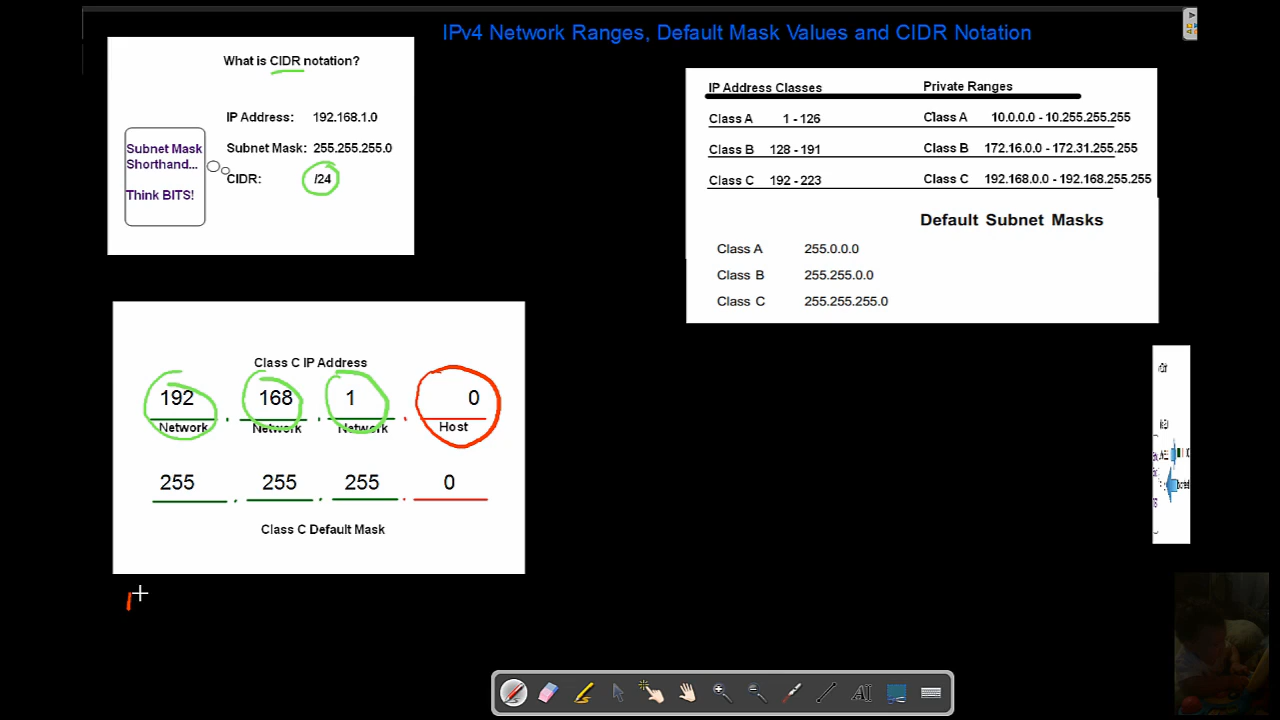 IPv4 Network Ranges, Default Mask Values and CIDR Notation
What is CIDR notation?
IP Address: 192.168.1.0
Subnet Mask: 255.255.255.0
CIDR: /24
Subnet Mask
Shorthand...
Think BITS!
IP Address Classes Private Ranges
Class A 1 - 126 Class A 10.0.0.0 - 10.255.255.255
Class B 128 - 191 Class B 172.16.0.0 - 172.31.255.255
Class C 192 - 223 Class C 192.168.0.0 - 192.168.255.255
Default Subnet Masks
Class A 255.0.0.0
Class B 255.255.0.0
Class C 255.255.255.0
Class C IP Address
192 . 168 . 1 . 0
Network Network Network Host
255 . 255 . 255 . 0
Class C Default Mask